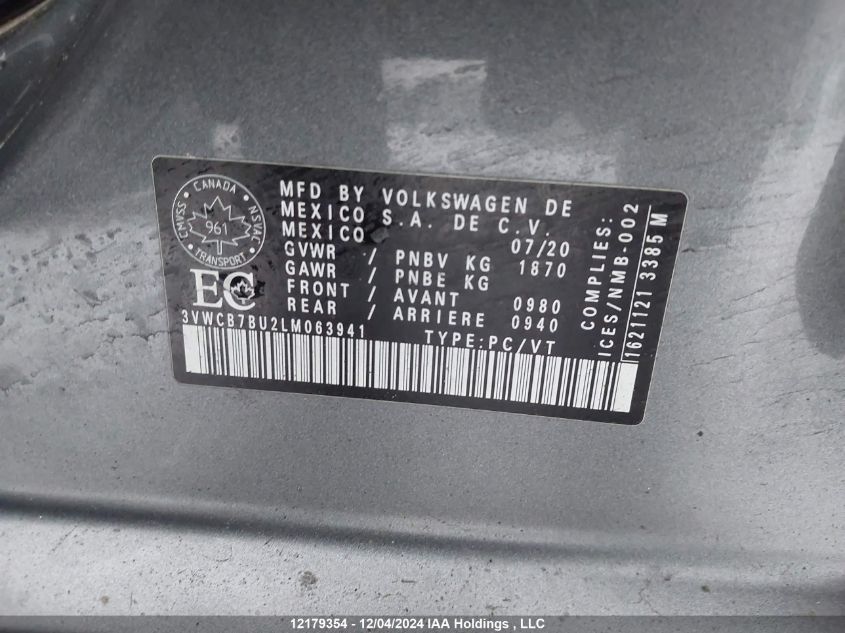 CANADA
CMVSS
NSVAC
961
TRANSPORT
EC
MFD BY VOLKSWAGEN DE
MEXICO S.A. DE C.V.
MEXICO 07/20
GVWR / PNBV KG 1870
GAWR / PNBE KG
FRONT / AVANT 0980
REAR / ARRIERE 0940
3VWCB7BU2LM063941 TYPE:PC/VT
COMPLIES:
ICES/NMB-002
1621121 3385 M
12179354 - 12/04/2024 IAA Holdings , LLC